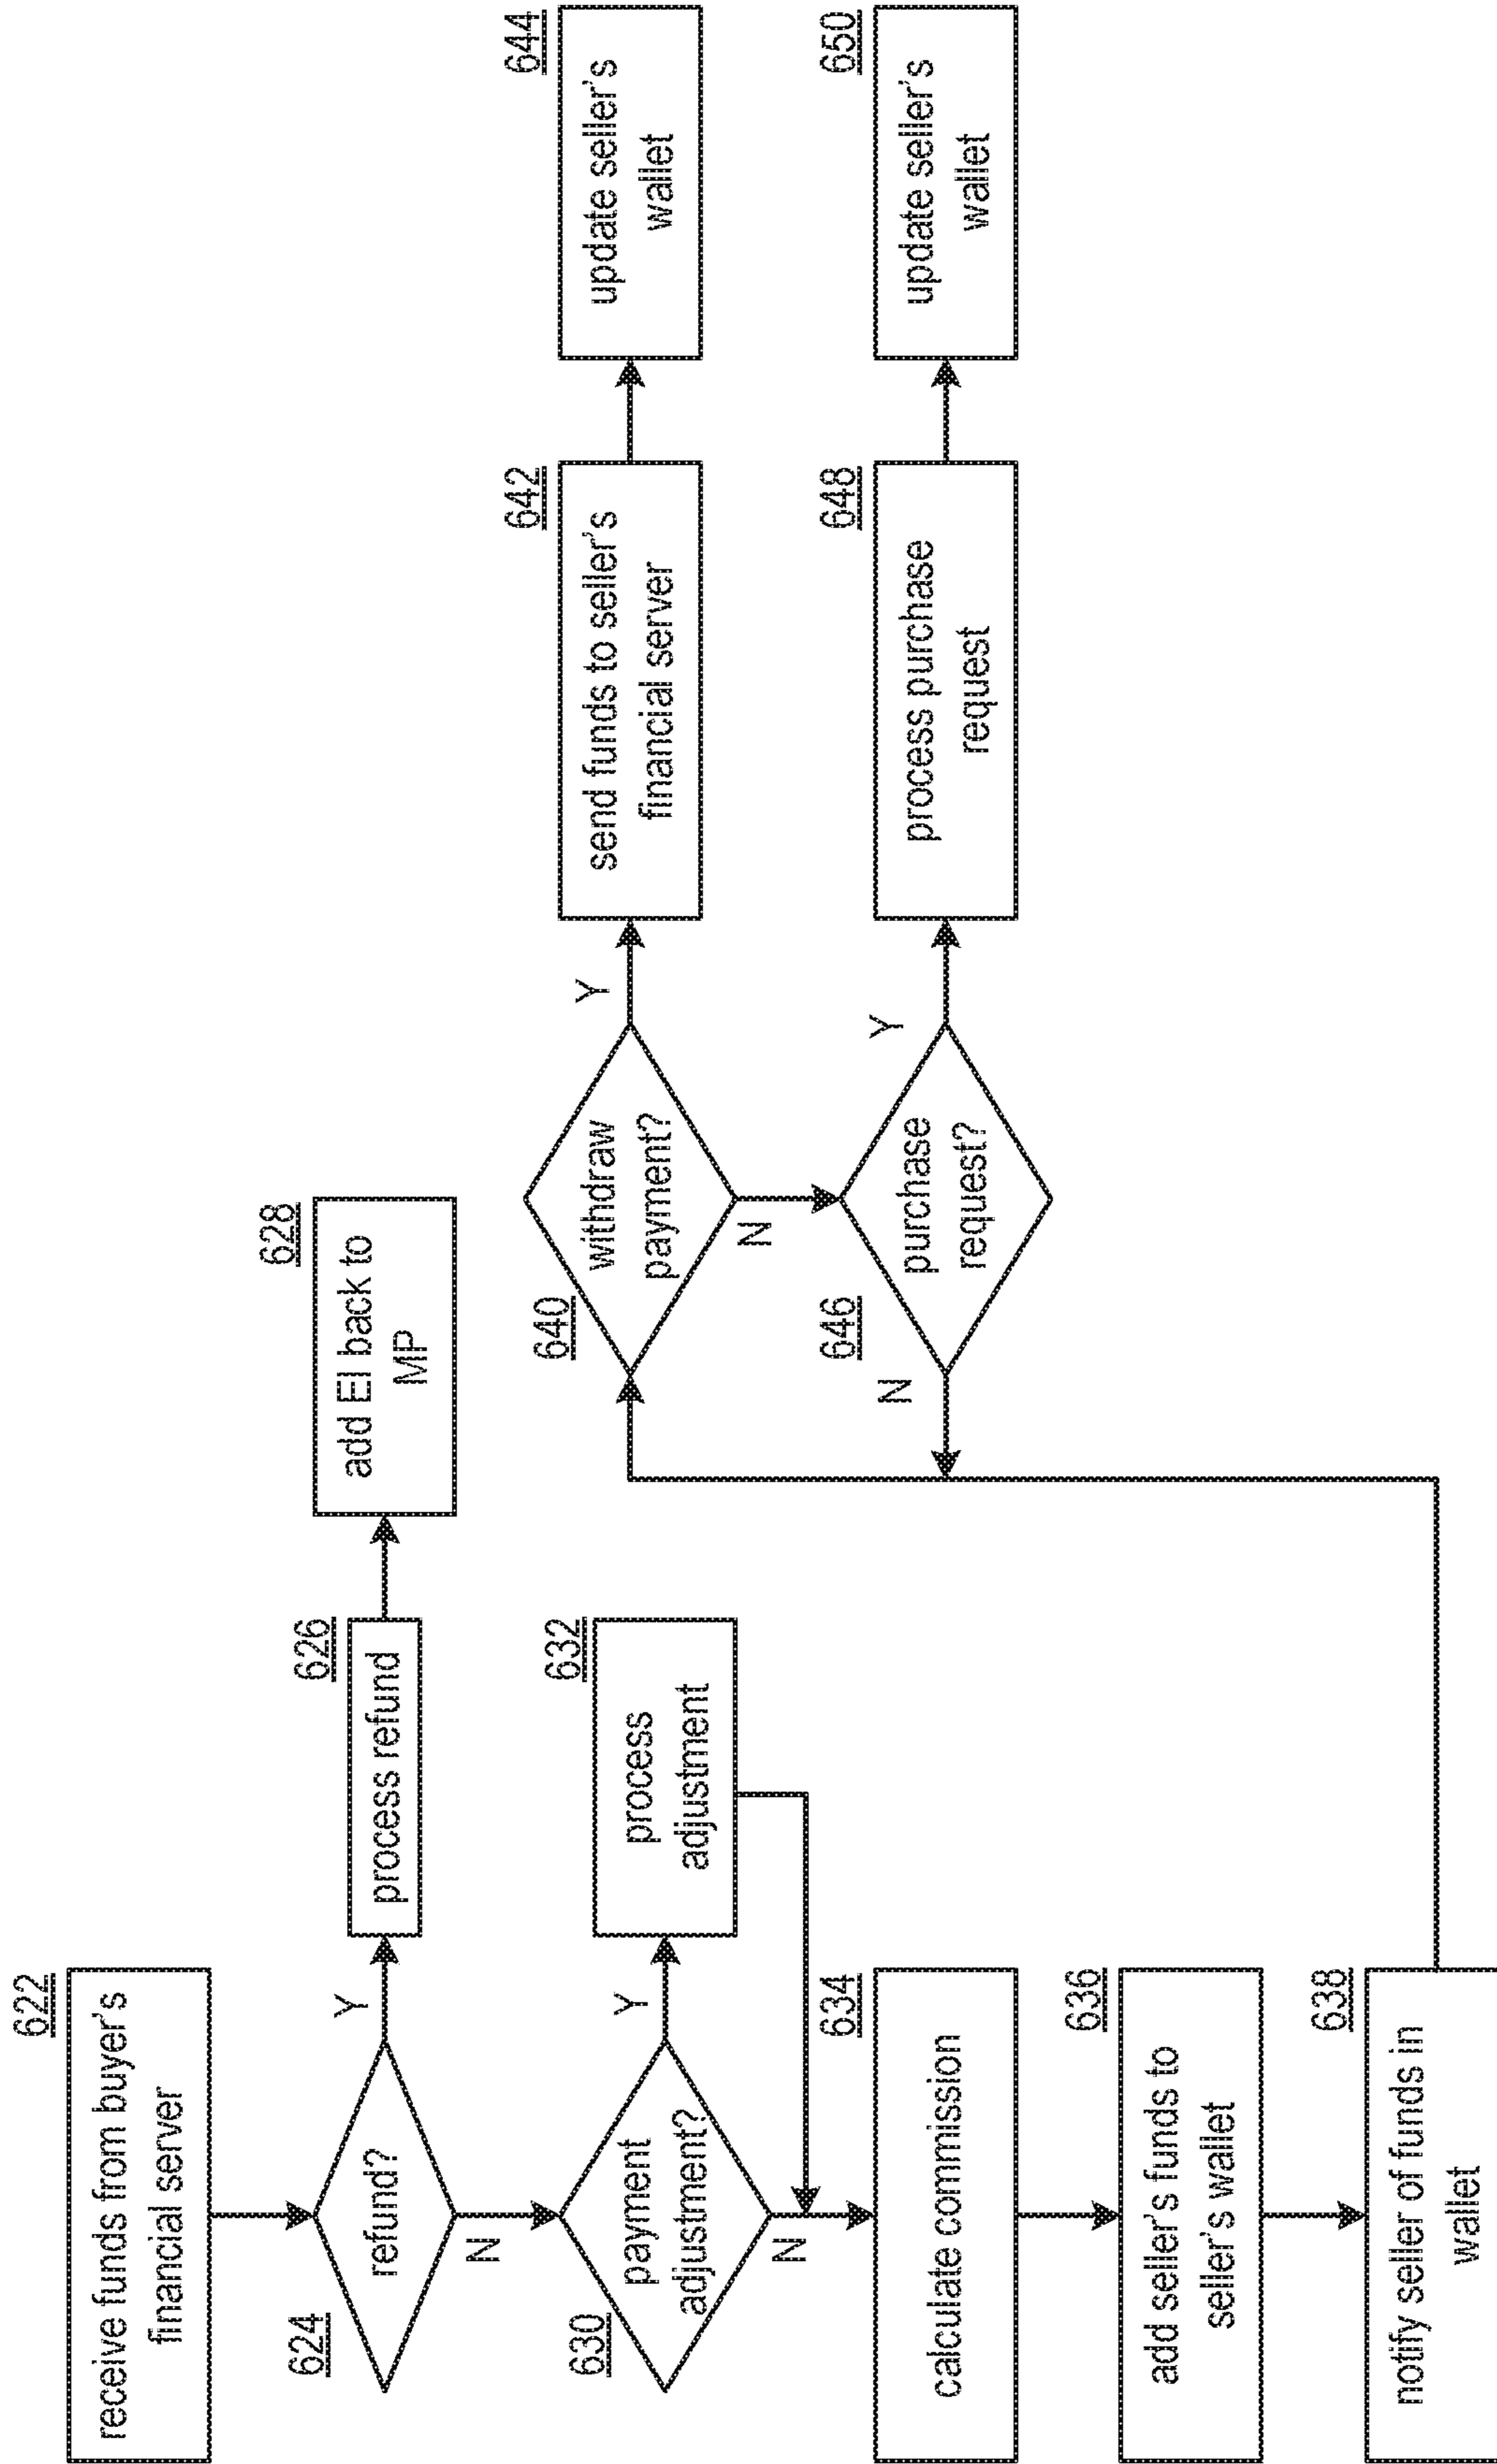 622
receive funds from buyer's
financial server
624
refund?
Y
N
626
process refund
628
add EI back to
MP
630
payment
adjustment?
Y
N
632
process
adjustment
634
calculate commission
636
add seller's funds to
seller's wallet
638
notify seller of funds in
wallet
640
withdraw
payment?
Y
N
642
send funds to seller's
financial server
644
update seller's
wallet
646
purchase
request?
Y
N
648
process purchase
request
650
update seller's
wallet